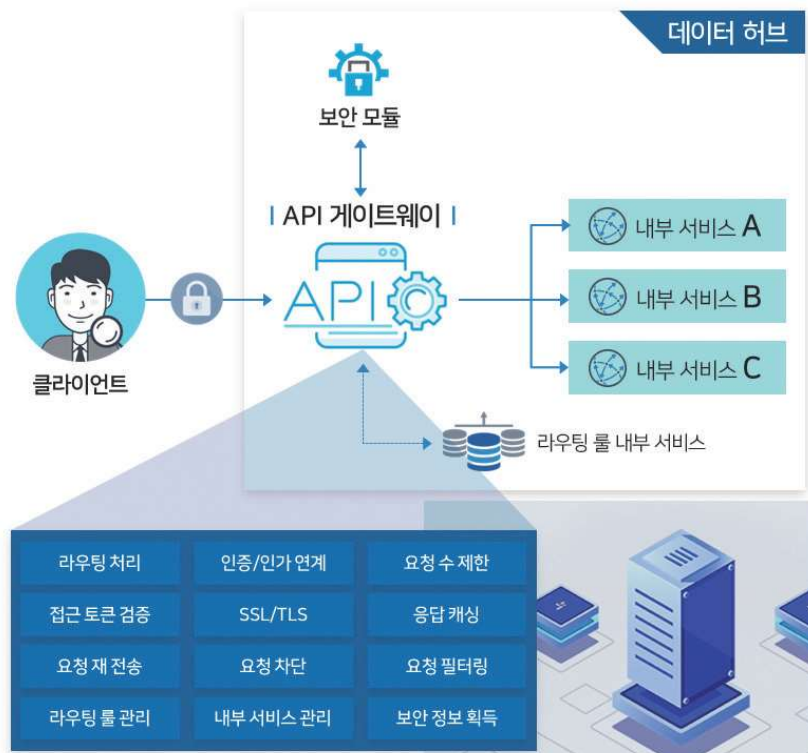 데이터 허브
보안 모듈
API 게이트웨이
API
클라이언트
내부 서비스 A
내부 서비스 B
내부 서비스 C
라우팅 룰 내부 서비스
라우팅 처리
인증/인가 연계
요청 수 제한
접근 토큰 검증
SSL/TLS
응답 캐싱
요청 재 전송
요청 차단
요청 필터링
라우팅 룰 관리
내부 서비스 관리
보안 정보 획득